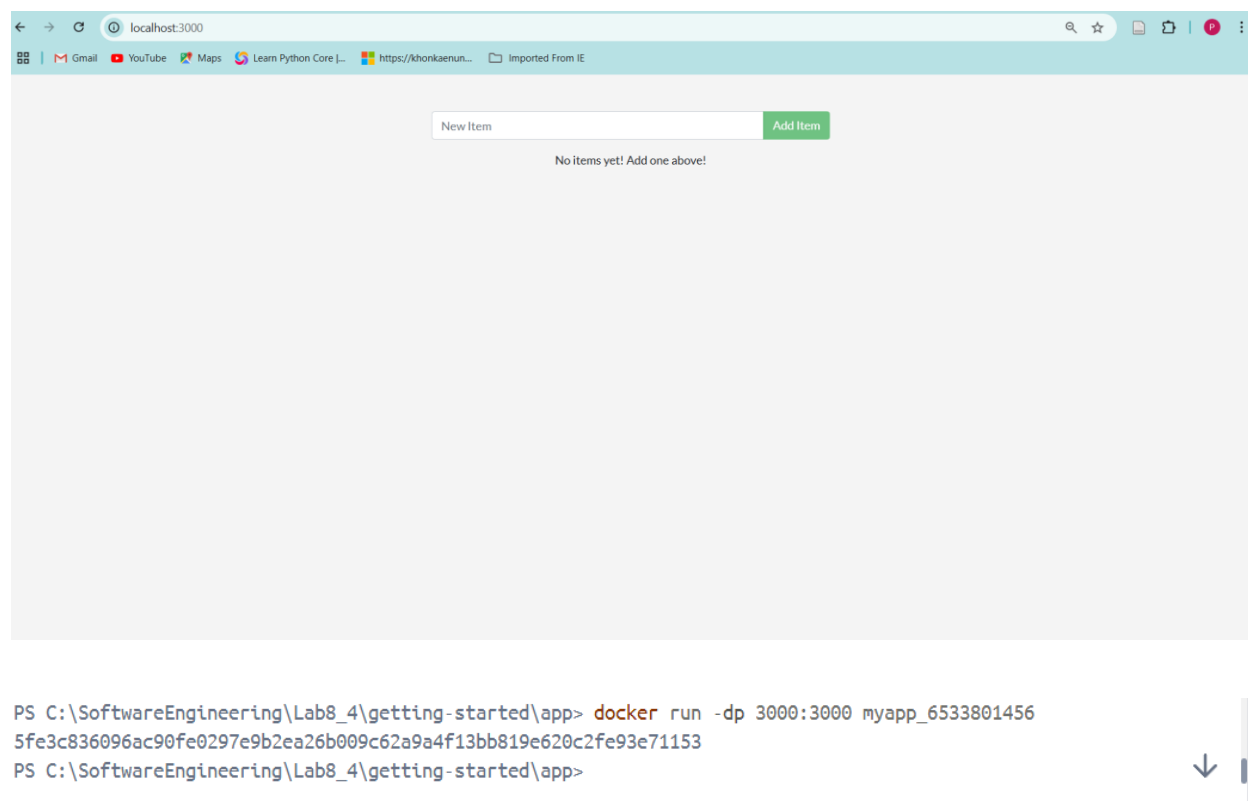 localhost:3000
P
Gmail YouTube Maps Learn Python Core |... https://khonkaenun... Imported From IE
New Item Add Item
No items yet! Add one above!
PS C:\SoftwareEngineering\Lab8_4\getting-started\app> docker run -dp 3000:3000 myapp_6533801456
5fe3c836096ac90fe0297e9b2ea26b009c62a9a4f13bb819e620c2fe93e71153
PS C:\SoftwareEngineering\Lab8_4\getting-started\app>